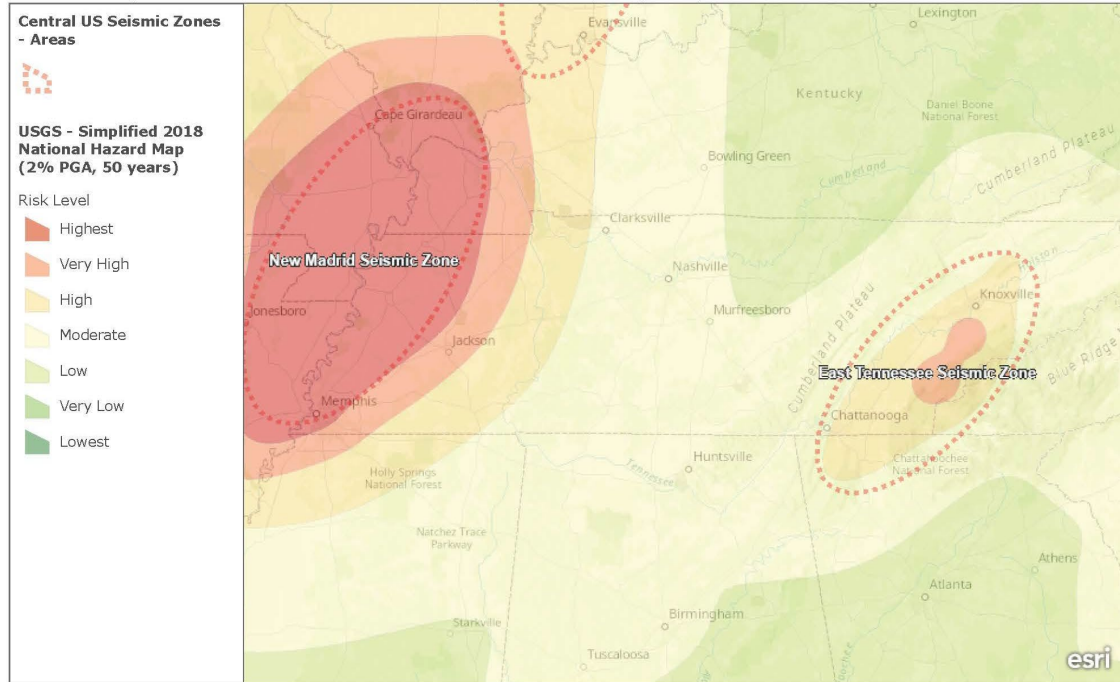 Central US Seismic Zones
- Areas
USGS - Simplified 2018
National Hazard Map
(2% PGA, 50 years)
Risk Level
Highest
Very High
High
Moderate
Low
Very Low
Lowest
Evansville
Lexington
Kentucky
Daniel Boone
National Forest
Cape Girardeau
Bowling Green
Cumberland
Cumberland Plateau
Clarksville
New Madrid Seismic Zone
Nashville
Holston
Knoxville
Jonesboro
Murfreesboro
Cumberland Plateau
Jackson
Blue Ridge
East Tennessee Seismic Zone
Memphis
Chattanooga
Huntsville
Chattahoochee
National Forest
Holly Springs
National Forest
Tennessee
Natchez Trace
Parkway
Athens
Atlanta
Birmingham
Starkville
Tuscaloosa
esri